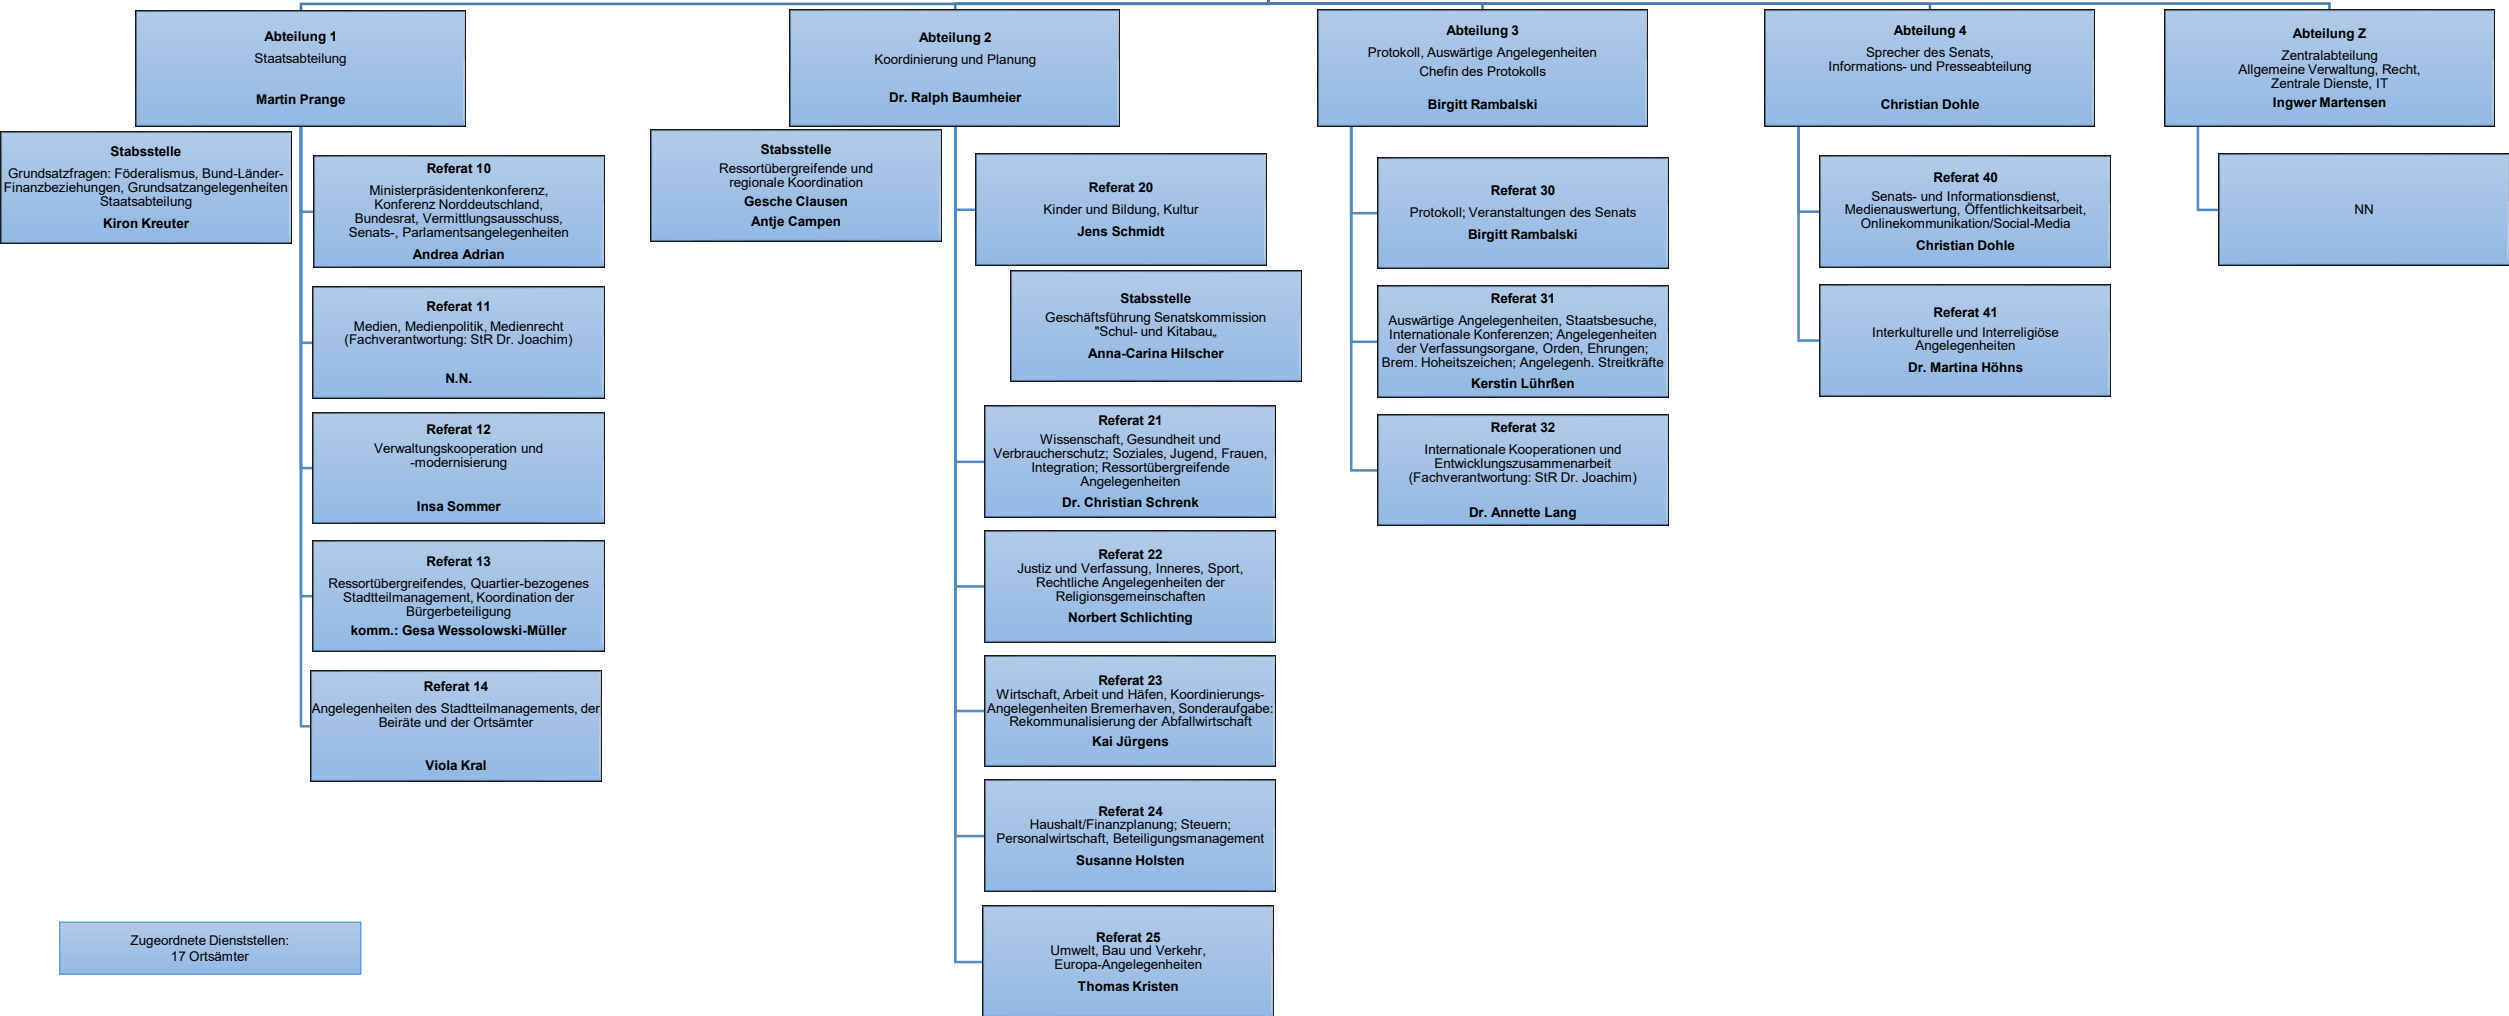 Abteilung 1
Staatsabteilung
Martin Prange
Stabsstelle
Grundsatzfragen: Föderalismus, Bund-Länder-
Finanzbeziehungen, Grundsatzangelegenheiten
Staatsabteilung
Kiron Kreuter
Referat 10
Ministerpräsidentenkonferenz,
Konferenz Norddeutschland,
Bundesrat, Vermittlungsausschuss,
Senats-, Parlamentsangelegenheiten
Andrea Adrian
Referat 11
Medien, Medienpolitik, Medienrecht
(Fachverantwortung: StR Dr. Joachim)
N.N.
Referat 12
Verwaltungskooperation und
-modernisierung
Insa Sommer
Referat 13
Ressortübergreifendes, Quartier-bezogenes
Stadtteilmanagement, Koordination der
Bürgerbeteiligung
komm.: Gesa Wessolowski-Müller
Referat 14
Angelegenheiten des Stadtteilmanagements, der
Beiräte und der Ortsämter
Viola Kral
Zugeordnete Dienststellen:
17 Ortsämter
Abteilung 2
Koordinierung und Planung
Dr. Ralph Baumheier
Stabsstelle
Ressortübergreifende und
regionale Koordination
Gesche Clausen
Antje Campen
Referat 20
Kinder und Bildung, Kultur
Jens Schmidt
Stabsstelle
Geschäftsführung Senatskommission
"Schul- und Kitabau„
Anna-Carina Hilscher
Referat 21
Wissenschaft, Gesundheit und
Verbraucherschutz; Soziales, Jugend, Frauen,
Integration; Ressortübergreifende
Angelegenheiten
Dr. Christian Schrenk
Referat 22
Justiz und Verfassung, Inneres, Sport,
Rechtliche Angelegenheiten der
Religionsgemeinschaften
Norbert Schlichting
Referat 23
Wirtschaft, Arbeit und Häfen, Koordinierungs-
Angelegenheiten Bremerhaven, Sonderaufgabe:
Rekommunalisierung der Abfallwirtschaft
Kai Jürgens
Referat 24
Haushalt/Finanzplanung; Steuern;
Personalwirtschaft, Beteiligungsmanagement
Susanne Holsten
Referat 25
Umwelt, Bau und Verkehr,
Europa-Angelegenheiten
Thomas Kristen
Abteilung 3
Protokoll, Auswärtige Angelegenheiten
Chefin des Protokolls
Birgitt Rambalski
Referat 30
Protokoll; Veranstaltungen des Senats
Birgitt Rambalski
Referat 31
Auswärtige Angelegenheiten, Staatsbesuche,
Internationale Konferenzen; Angelegenheiten
der Verfassungsorgane, Orden, Ehrungen;
Brem. Hoheitszeichen; Angelegenh. Streitkräfte
Kerstin Lührßen
Referat 32
Internationale Kooperationen und
Entwicklungszusammenarbeit
(Fachverantwortung: StR Dr. Joachim)
Dr. Annette Lang
Abteilung 4
Sprecher des Senats,
Informations- und Presseabteilung
Christian Dohle
Referat 40
Senats- und Informationsdienst,
Medienauswertung, Öffentlichkeitsarbeit,
Onlinekommunikation/Social-Media
Christian Dohle
Referat 41
Interkulturelle und Interreligiöse
Angelegenheiten
Dr. Martina Höhns
Abteilung Z
Zentralabteilung
Allgemeine Verwaltung, Recht,
Zentrale Dienste, IT
Ingwer Martensen
NN